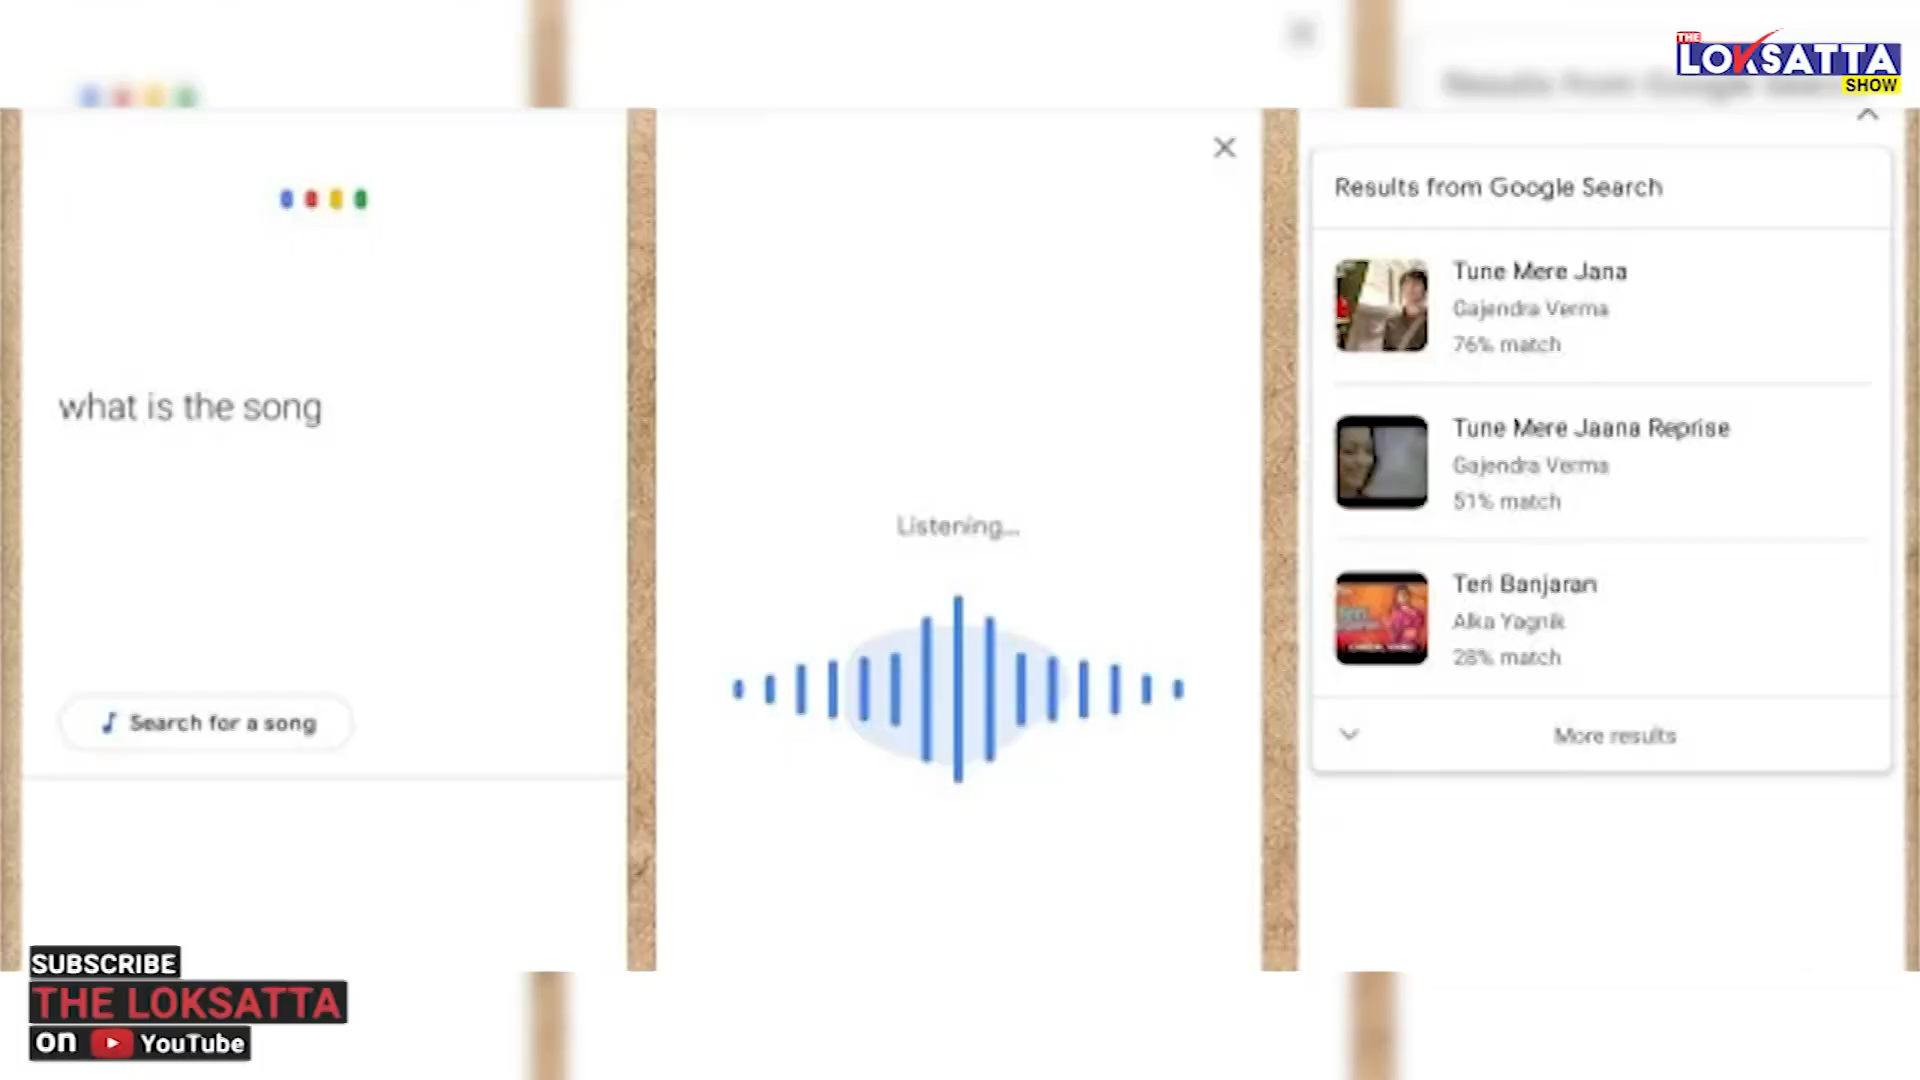 THE
LOKSATTA
SHOW
what is the song
Search for a song
Listening...
Results from Google Search
Tune Mere Jana
Gajendra Verma
76% match
Tune Mere Jaana Reprise
Gajendra Verma
51% match
Teri Banjaran
Alka Yagnik
28% match
More results
SUBSCRIBE
THE LOKSATTA
on YouTube